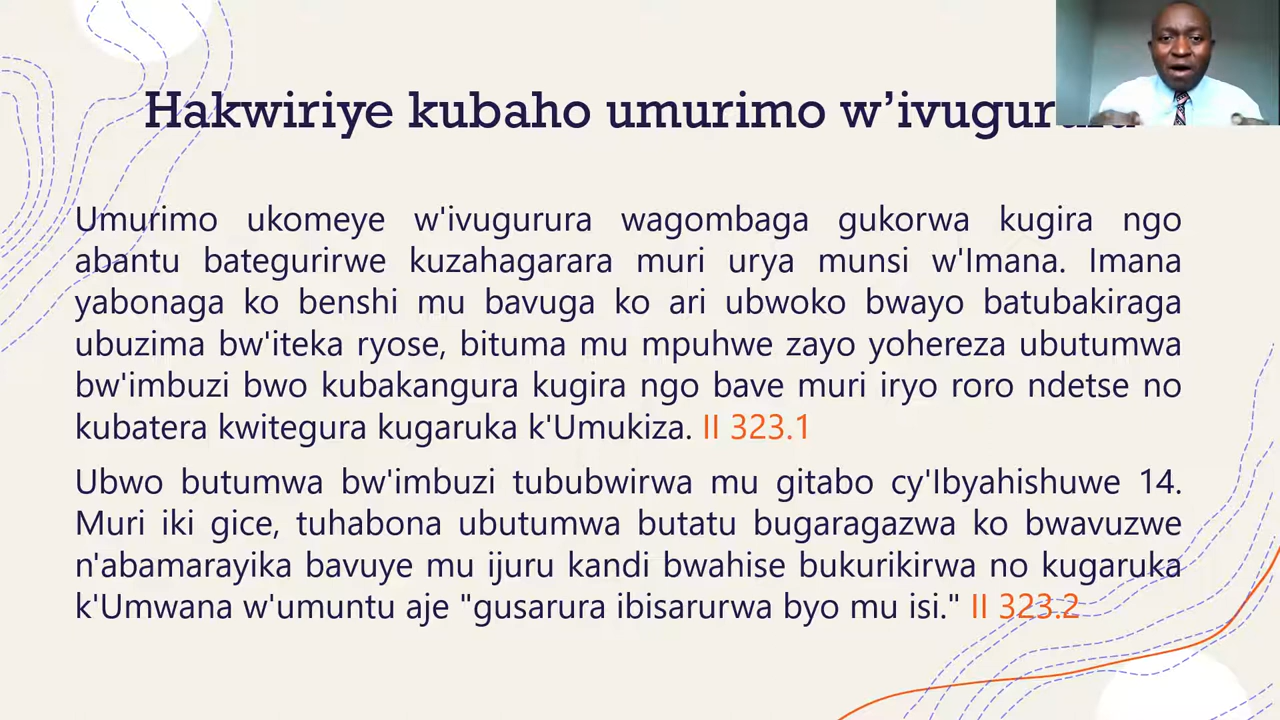 Hakwiriye kubaho umurimo
Umurimo ukomeye w'ivugurura wagombaga gukorwa kugira ngo
abantu bategurirwe kuzahagarara muri urya munsi w'Imana. Imana
yabonaga ko benshi mu bavuga ko ari ubwoko bwayo batubakiraga
ubuzima bw'iteka ryose, bituma mu mpuhwe zayo yohereza ubutumwa
bw'imbuzi bwo kubakangura kugira ngo bave muri iryo roro ndetse no
kubatera kwitegura kugaruka k'Umukiza. II 323.1
Ubwo butumwa bw'imbuzi tububwirwa mu gitabo cy'Ibyahishuwe 14.
Muri iki gice, tuhabona ubutumwa butatu bugaragazwa ko bwavuzwe
n'abamarayika bavuye mu ijuru kandi bwahise bukurikirwa no kugaruka
k'Umwana w'umuntu aje "gusarura ibisarurwa byo mu isi." II 323.2